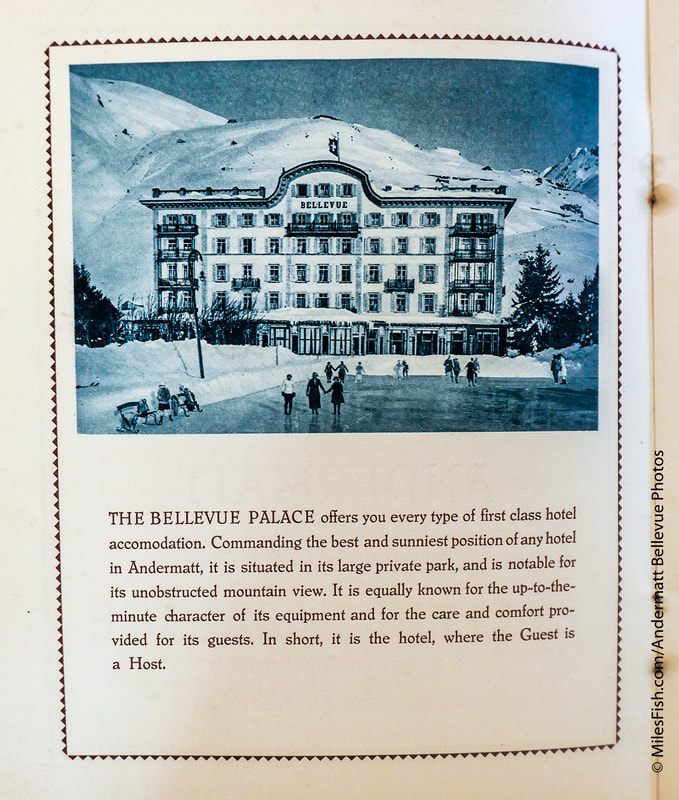 BELLEVUE
THE BELLEVUE PALACE offers you every type of first class hotel
accomodation. Commanding the best and sunniest position of any hotel
in Andermatt, it is situated in its large private park, and is notable for
its unobstructed mountain view. It is equally known for the up-to-the-
minute character of its equipment and for the care and comfort pro-
vided for its guests. In short, it is the hotel, where the Guest is
a Host.
© MilesFish.com/Andermatt Bellevue Photos